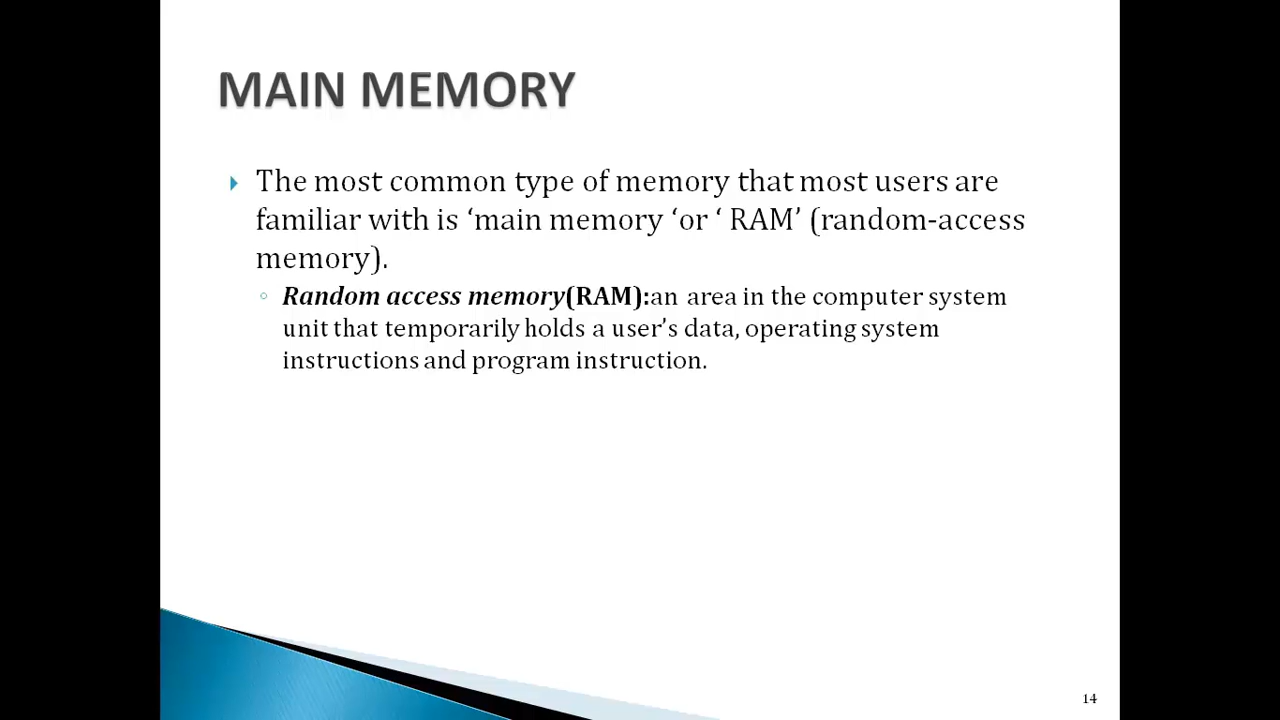 MAIN MEMORY
The most common type of memory that most users are
familiar with is ‘main memory ‘or ‘ RAM’ (random-access
memory).
Random access memory(RAM):an area in the computer system
unit that temporarily holds a user’s data, operating system
instructions and program instruction.
14